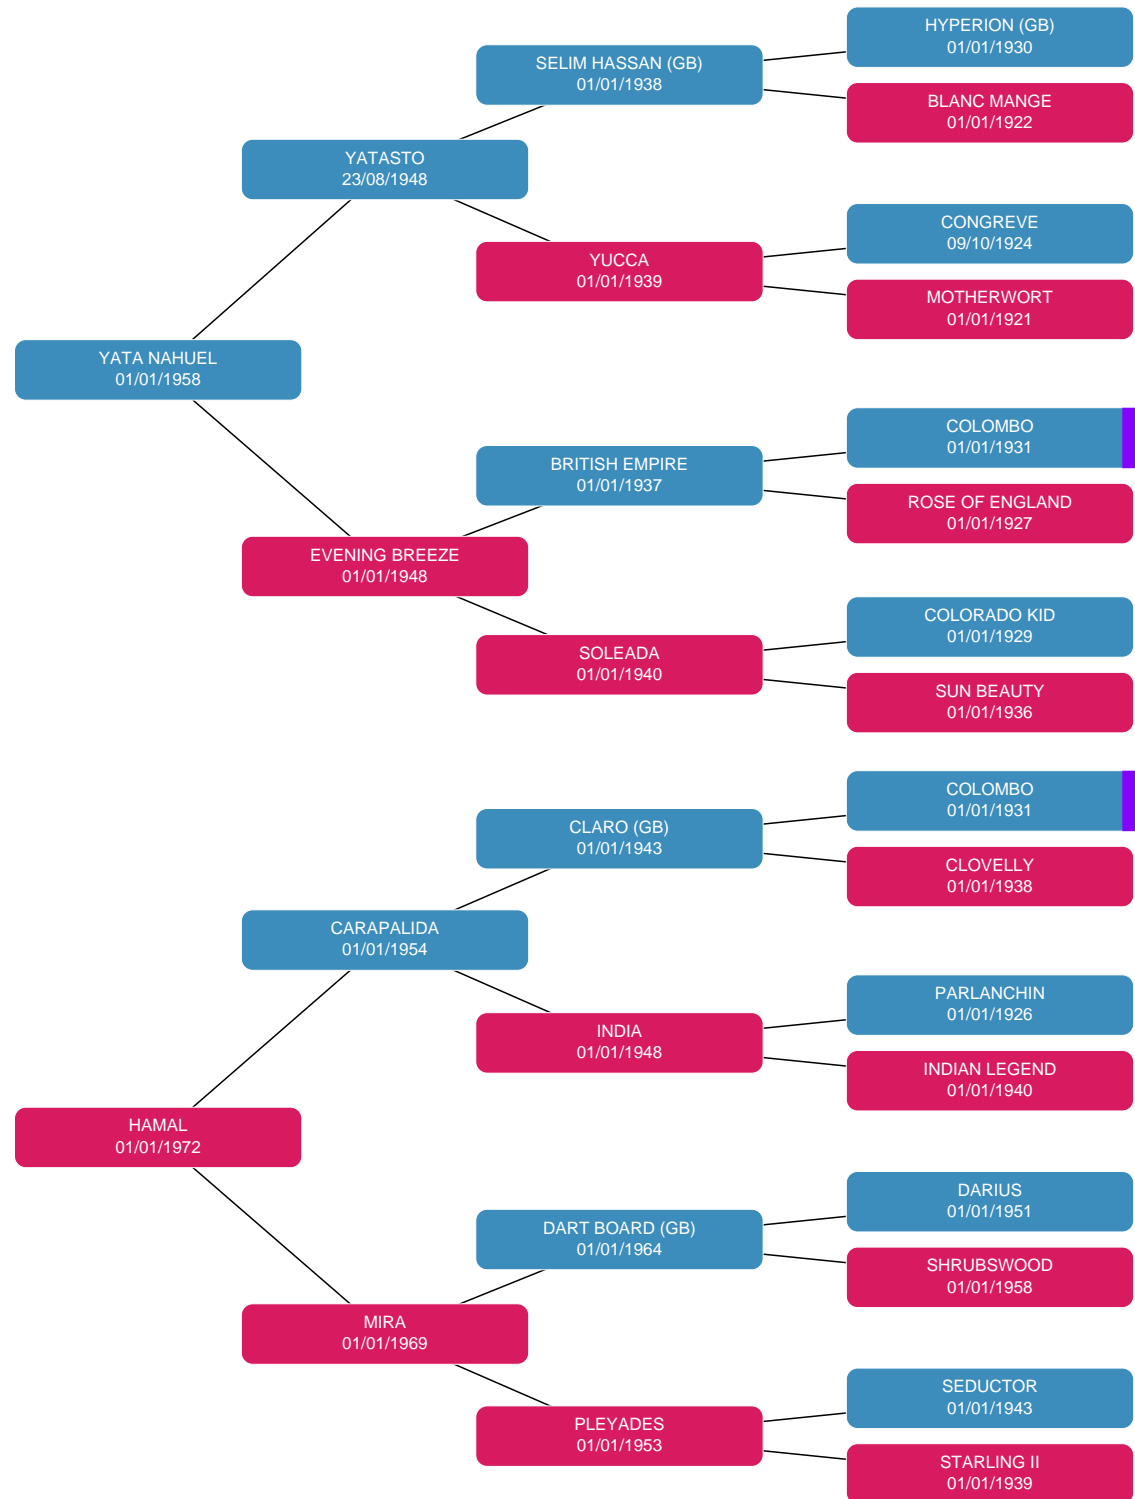 HYPERION (GB)
01/01/1930
SELIM HASSAN (GB)
01/01/1938
BLANC MANGE
01/01/1922
YATASTO
23/08/1948
CONGREVE
09/10/1924
YUCCA
01/01/1939
MOTHERWORT
01/01/1921
YATA NAHUEL
01/01/1958
COLOMBO
01/01/1931
BRITISH EMPIRE
01/01/1937
ROSE OF ENGLAND
01/01/1927
EVENING BREEZE
01/01/1948
COLORADO KID
01/01/1929
SOLEADA
01/01/1940
SUN BEAUTY
01/01/1936
COLOMBO
01/01/1931
CLARO (GB)
01/01/1943
CLOVELLY
01/01/1938
CARAPALIDA
01/01/1954
PARLANCHIN
01/01/1926
INDIA
01/01/1948
INDIAN LEGEND
01/01/1940
HAMAL
01/01/1972
DARIUS
01/01/1951
DART BOARD (GB)
01/01/1964
SHRUBSWOOD
01/01/1958
MIRA
01/01/1969
SEDUCTOR
01/01/1943
PLEYADES
01/01/1953
STARLING II
01/01/1939